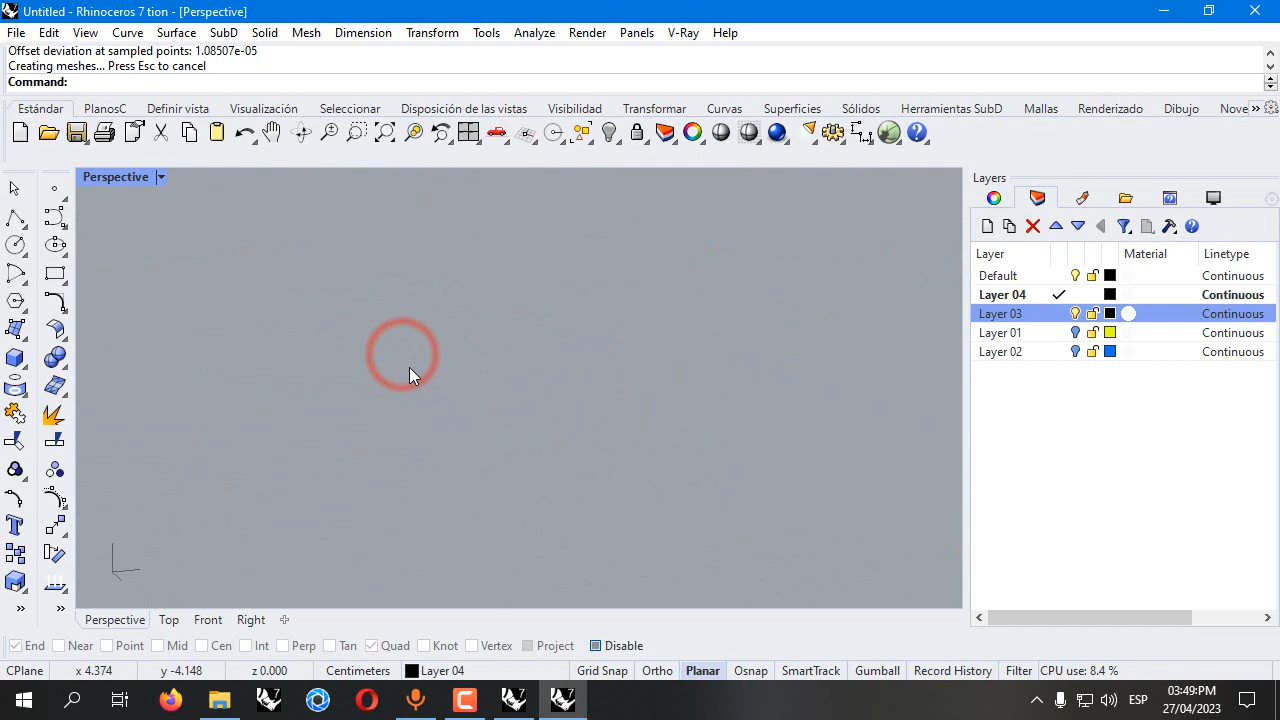 Untitled - Rhinoceros 7 tion - [Perspective]
File Edit View Curve Surface Solid SubD Mesh Dimension Transform Tools Analyze Render Panels V-Ray Help
Offset deviation at sampled points: 1.08507e-05
Creating meshes... Press Esc to cancel
Command:
Estándar PlanosC Definir vista Visualización Seleccionar Disposición de las vistas Visibilidad Transformar Curvas Superficies Sólidos Herramientas SubD Mallas Renderizado Dibujo Nove
Perspective
Layers
Layer Material Linetype
Default Continuous
Layer 04 Continuous
Layer 03 Continuous
Layer 01 Continuous
Layer 02 Continuous
Perspective Top Front Right
End Near Point Mid Cen Int Perp Tan Quad Knot Vertex Project Disable
CPlane x 4.374 y -4.148 z 0.000 Centimeters Layer 04 Grid Snap Ortho Planar Osnap SmartTrack Gumball Record History Filter CPU use: 8.4 %
ESP 03:49:PM
27/04/2023